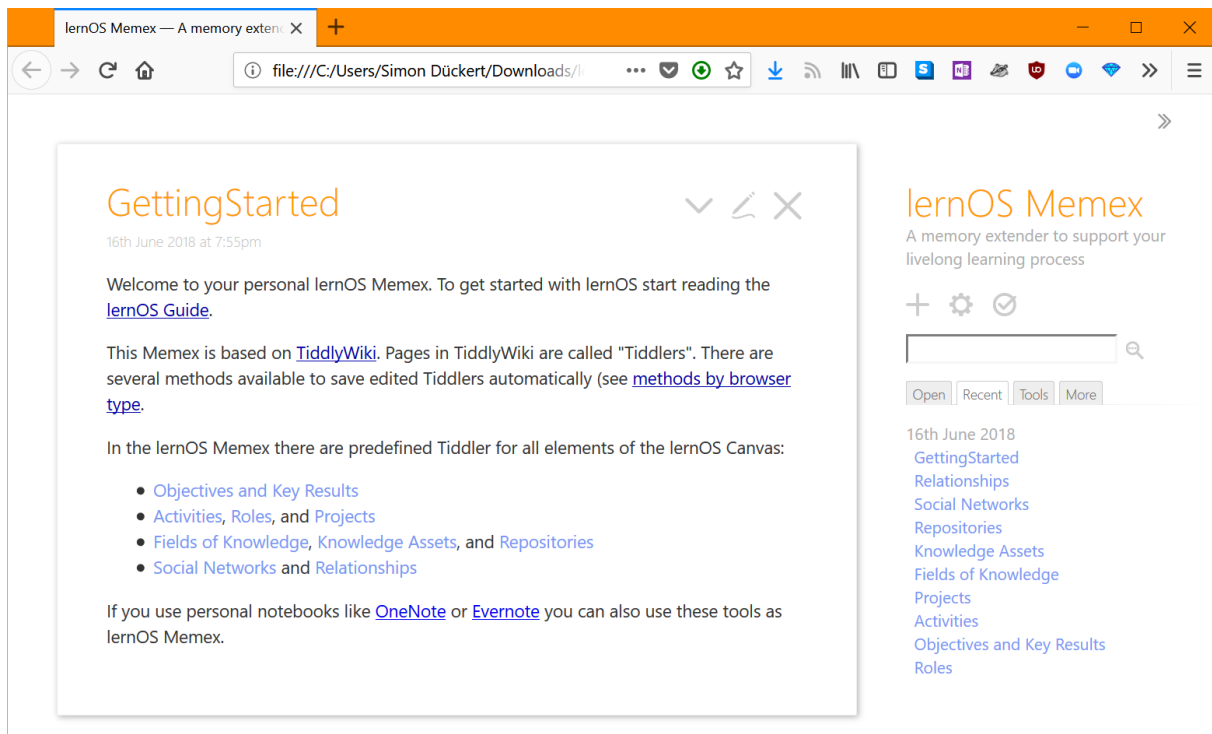 lernOS Memex — A memory exten
file:///C:/Users/Simon Dückert/Downloads/l
GettingStarted
16th June 2018 at 7:55pm
Welcome to your personal lernOS Memex. To get started with lernOS start reading the
lernOS Guide.
This Memex is based on TiddlyWiki. Pages in TiddlyWiki are called "Tiddlers". There are
several methods available to save edited Tiddlers automatically (see methods by browser
type.
In the lernOS Memex there are predefined Tiddler for all elements of the lernOS Canvas:
Objectives and Key Results
Activities, Roles, and Projects
Fields of Knowledge, Knowledge Assets, and Repositories
Social Networks and Relationships
If you use personal notebooks like OneNote or Evernote you can also use these tools as
lernOS Memex.
lernOS Memex
A memory extender to support your
livelong learning process
Open Recent Tools More
16th June 2018
GettingStarted
Relationships
Social Networks
Repositories
Knowledge Assets
Fields of Knowledge
Projects
Activities
Objectives and Key Results
Roles